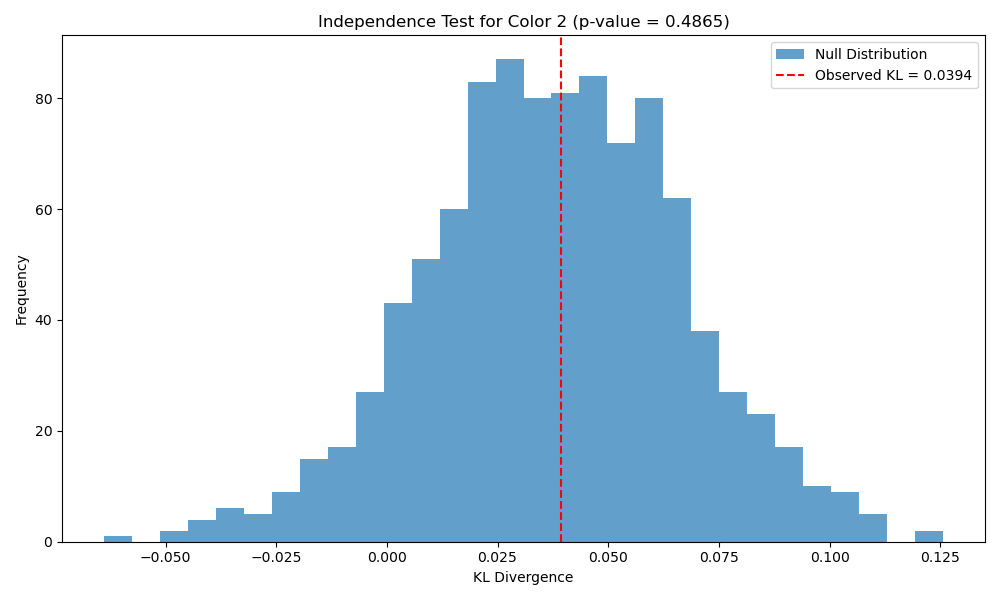 Independence Test for Color 2 (p-value = 0.4865)
Null Distribution
Observed KL = 0.0394
Frequency
80
60
40
20
0
−0.050 −0.025 0.000 0.025 0.050 0.075 0.100 0.125
KL Divergence